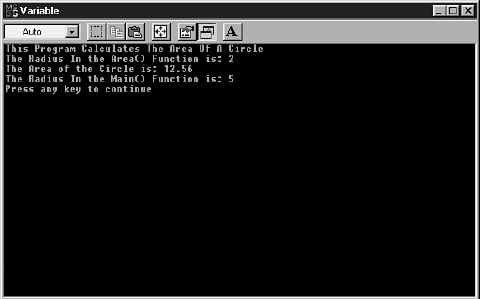 Variable
Auto
A
This Program Calculates The Area Of A Circle
The Radius In the Area() Function is: 2
The Area of the Circle is: 12.56
The Radius In the Main() Function is: 5
Press any key to continue